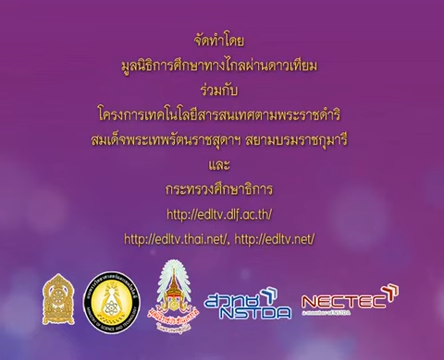 จัดทำโดย
มูลนิธิการศึกษาทางไกลผ่านดาวเทียม
ร่วมกับ
โครงการเทคโนโลยีสารสนเทศตามพระราชดำริ
สมเด็จพระเทพรัตนราชสุดาฯ สยามบรมราชกุมารี
และ
กระทรวงศึกษาธิการ
http://edltv.dlf.ac.th/
http://edltv.thai.net/, http://edltv.net/
สวทช
NSTDA
NECTEC
a member of NSTDA